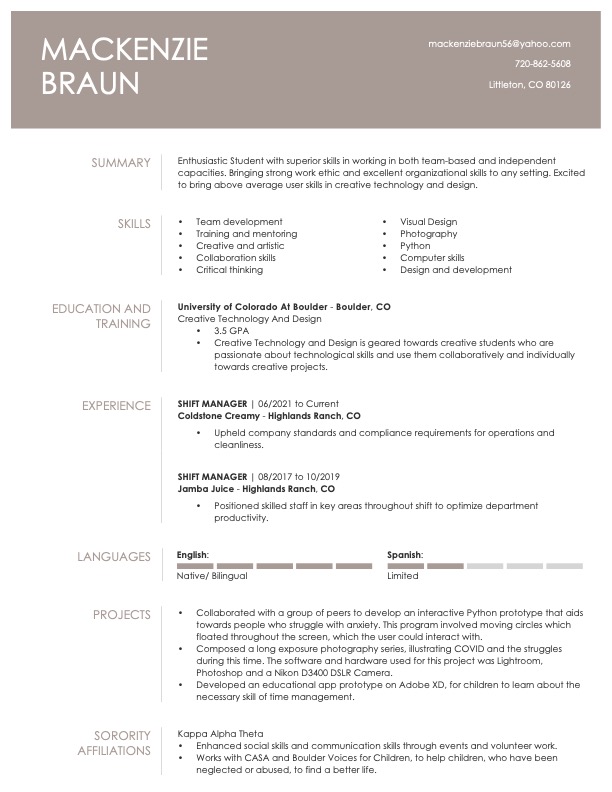 MACKENZIE
BRAUN
mackenziebraun56@yahoo.com
720-862-5608
Littleton, CO 80126
SUMMARY
Enthusiastic Student with superior skills in working in both team-based and independent
capacities. Bringing strong work ethic and excellent organizational skills to any setting. Excited
to bring above average user skills in creative technology and design.
SKILLS
• Team development
• Training and mentoring
• Creative and artistic
• Collaboration skills
• Critical thinking
• Visual Design
• Photography
• Python
• Computer skills
• Design and development
EDUCATION AND
TRAINING
University of Colorado At Boulder - Boulder, CO
Creative Technology And Design
• 3.5 GPA
• Creative Technology and Design is geared towards creative students who are
passionate about technological skills and use them collaboratively and individually
towards creative projects.
EXPERIENCE
SHIFT MANAGER | 06/2021 to Current
Coldstone Creamy - Highlands Ranch, CO
• Upheld company standards and compliance requirements for operations and
cleanliness.
SHIFT MANAGER | 08/2017 to 10/2019
Jamba Juice - Highlands Ranch, CO
• Positioned skilled staff in key areas throughout shift to optimize department
productivity.
LANGUAGES
English:
Native/ Bilingual
Spanish:
Limited
PROJECTS
• Collaborated with a group of peers to develop an interactive Python prototype that aids
towards people who struggle with anxiety. This program involved moving circles which
floated throughout the screen, which the user could interact with.
• Composed a long exposure photography series, illustrating COVID and the struggles
during this time. The software and hardware used for this project was Lightroom,
Photoshop and a Nikon D3400 DSLR Camera.
• Developed an educational app prototype on Adobe XD, for children to learn about the
necessary skill of time management.
SORORITY
AFFILIATIONS
Kappa Alpha Theta
• Enhanced social skills and communication skills through events and volunteer work.
• Works with CASA and Boulder Voices for Children, to help children, who have been
neglected or abused, to find a better life.